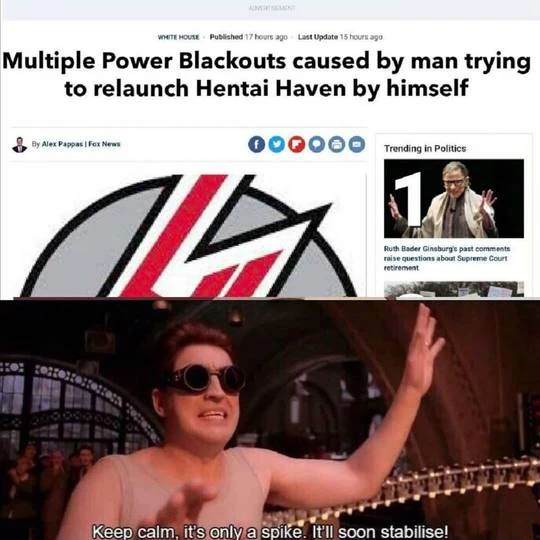 ADVERTISEMENT
WHITE HOUSE · Published 17 hours ago · Last Update 15 hours ago
Multiple Power Blackouts caused by man trying
to relaunch Hentai Haven by himself
By Alex Pappas | Fox News
Trending in Politics
1
Ruth Bader Ginsburg's past comments
raise questions about Supreme Court
retirement
Keep calm, it's only a spike. It'll soon stabilise!